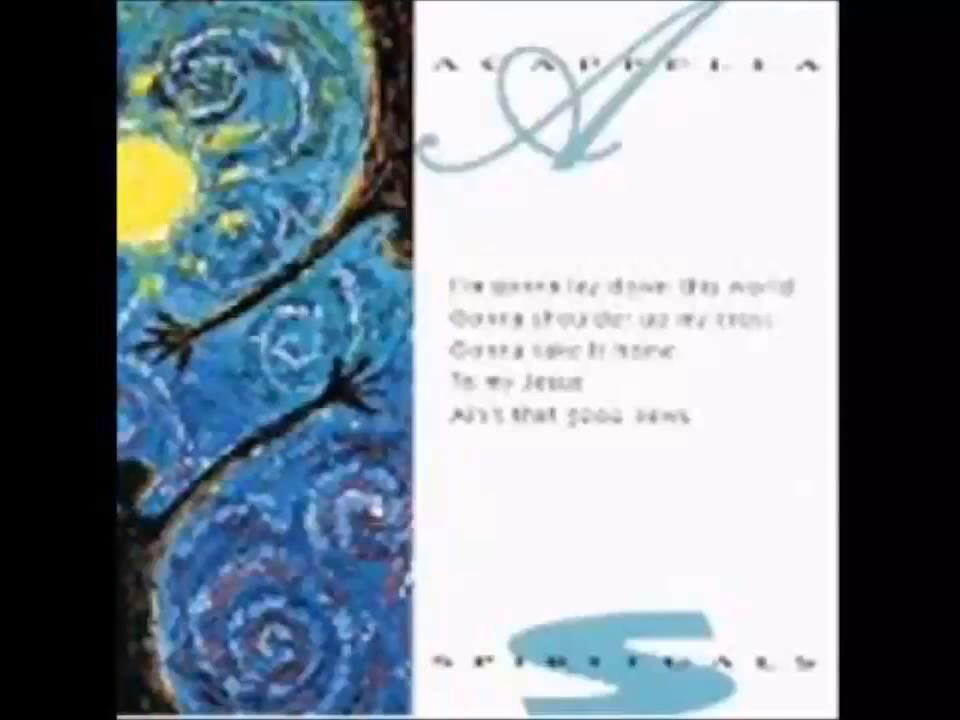 ACAPPELLA
I'm gonna lay down this world
Gonna shoulder up my cross
Gonna take it home
To my Jesus
Ain't that good news
SPIRITUALS